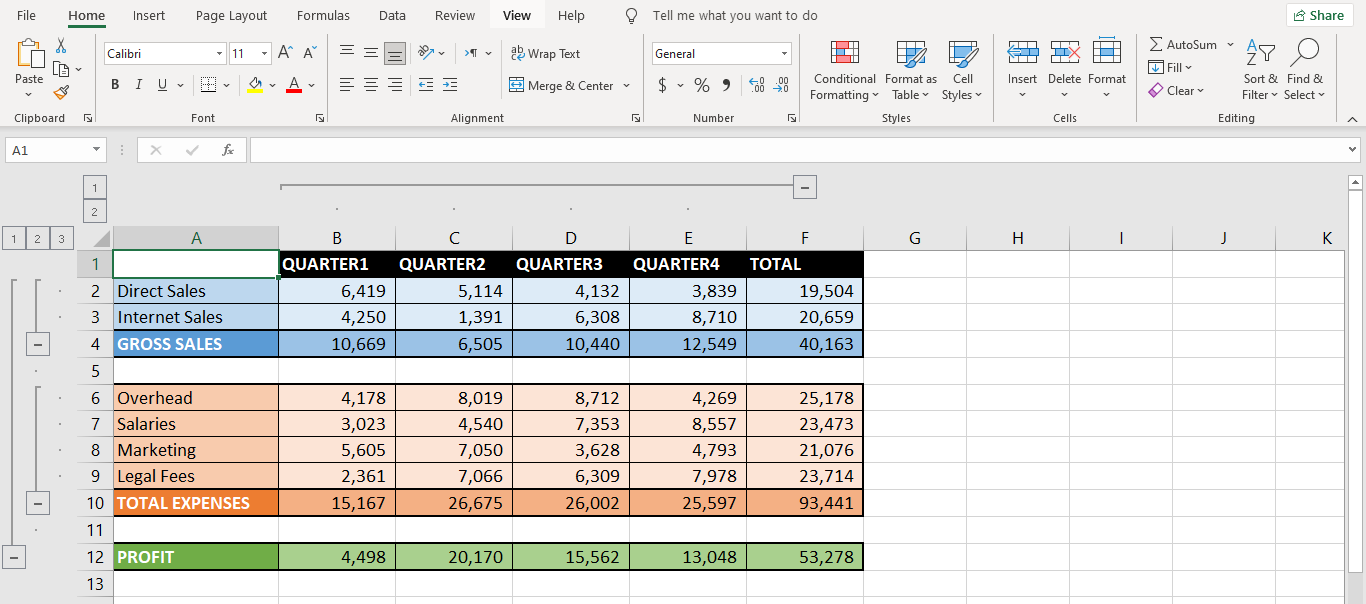 File Home Insert Page Layout Formulas Data Review View Help Tell me what you want to do Share
Calibri 11 ab Wrap Text General AutoSum
Paste Conditional Format as Cell Insert Delete Format Fill Sort & Find &
B I U Merge & Center $ % Formatting Table Styles Clear Filter Select
Clipboard Font Alignment Number Styles Cells Editing
A1 fx
1
2
1 2 3 A B C D E F G H I J K
1 QUARTER1 QUARTER2 QUARTER3 QUARTER4 TOTAL
2 Direct Sales 6,419 5,114 4,132 3,839 19,504
3 Internet Sales 4,250 1,391 6,308 8,710 20,659
4 GROSS SALES 10,669 6,505 10,440 12,549 40,163
5
6 Overhead 4,178 8,019 8,712 4,269 25,178
7 Salaries 3,023 4,540 7,353 8,557 23,473
8 Marketing 5,605 7,050 3,628 4,793 21,076
9 Legal Fees 2,361 7,066 6,309 7,978 23,714
10 TOTAL EXPENSES 15,167 26,675 26,002 25,597 93,441
11
12 PROFIT 4,498 20,170 15,562 13,048 53,278
13